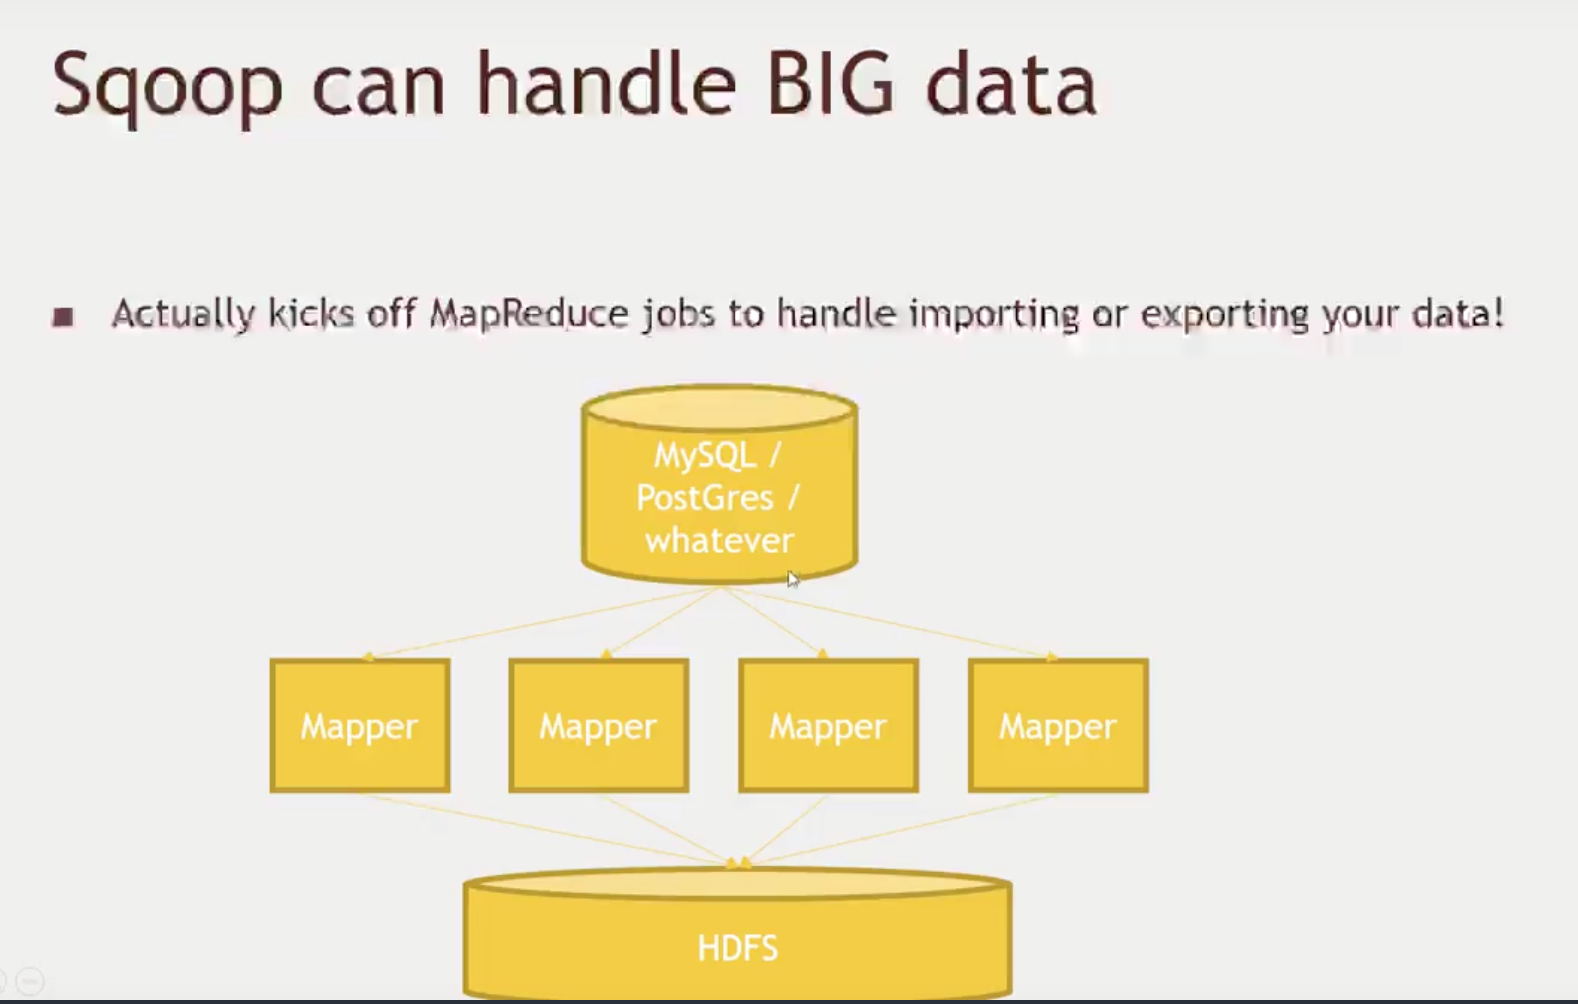 Sqoop can handle BIG data
Actually kicks off MapReduce jobs to handle importing or exporting your data!
MySQL /
PostGres /
whatever
Mapper Mapper Mapper Mapper
HDFS